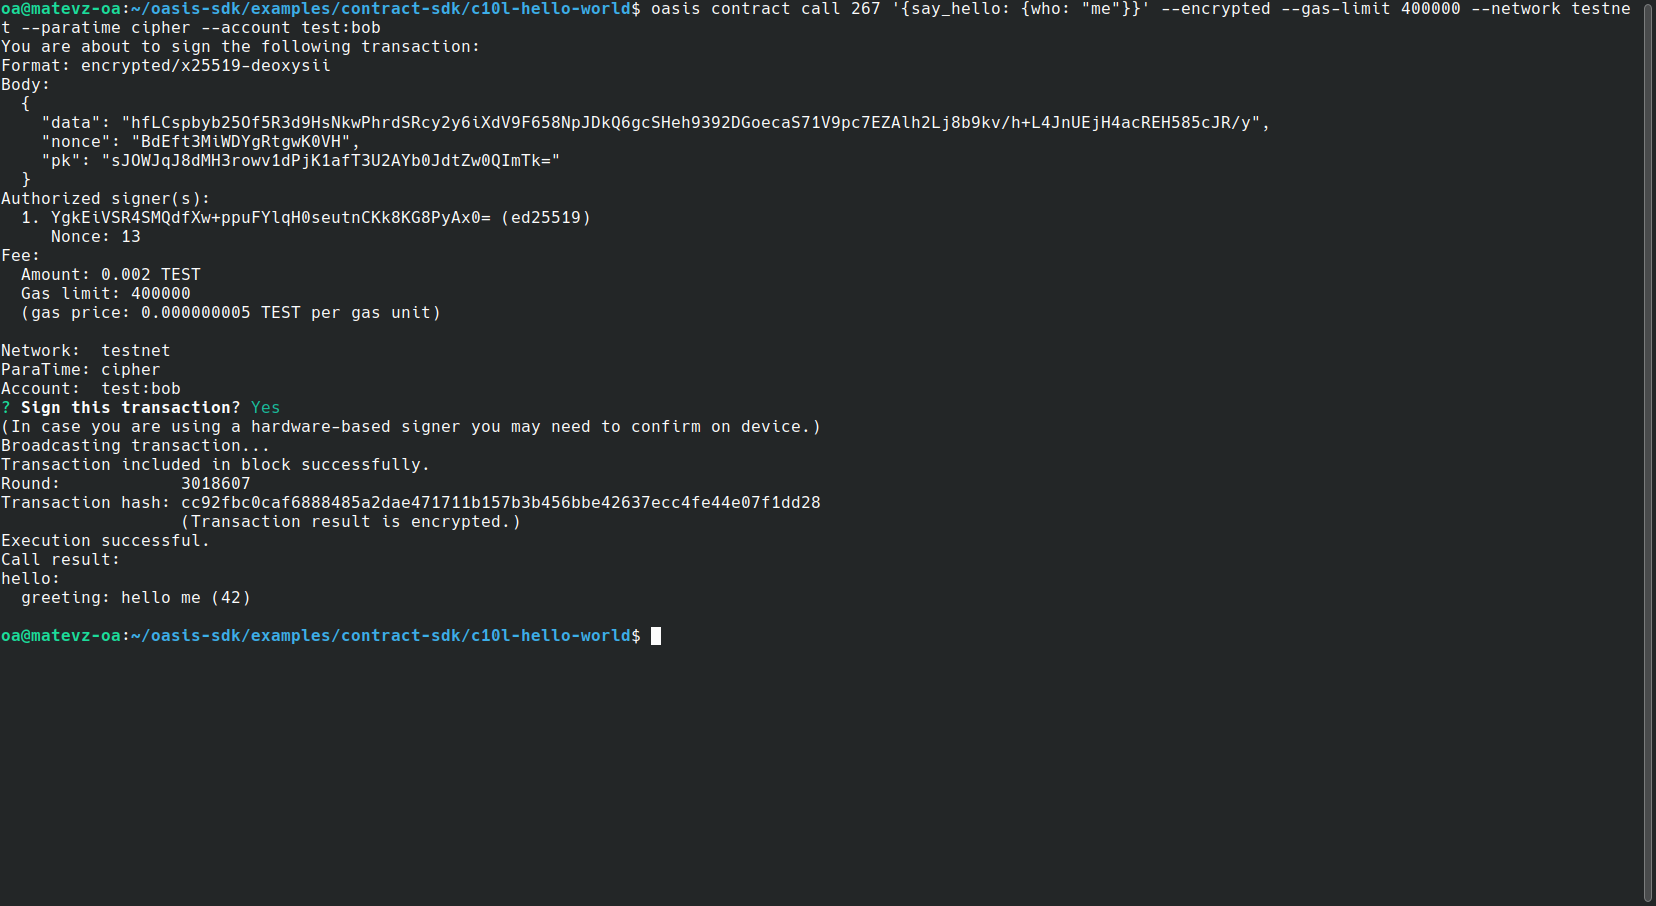 oa@matevz-oa:~/oasis-sdk/examples/contract-sdk/c10l-hello-world$ oasis contract call 267 '{say_hello: {who: "me"}}' --encrypted --gas-limit 400000 --network testne
t --paratime cipher --account test:bob
You are about to sign the following transaction:
Format: encrypted/x25519-deoxysii
Body:
  {
    "data": "hfLCspbyb25Of5R3d9HsNkwPhrdSRcy2y6iXdV9F658NpJDkQ6gcSHeh9392DGoecaS71V9pc7EZAlh2Lj8b9kv/h+L4JnUEjH4acREH585cJR/y",
    "nonce": "BdEft3MiWDYgRtgwK0VH",
    "pk": "sJOWJqJ8dMH3rowv1dPjK1afT3U2AYb0JdtZw0QImTk="
  }
Authorized signer(s):
  1. YgkEiVSR4SMQdfXw+ppuFYlqH0seutnCKk8KG8PyAx0= (ed25519)
     Nonce: 13
Fee:
  Amount: 0.002 TEST
  Gas limit: 400000
  (gas price: 0.000000005 TEST per gas unit)
Network:  testnet
ParaTime: cipher
Account:  test:bob
? Sign this transaction? Yes
(In case you are using a hardware-based signer you may need to confirm on device.)
Broadcasting transaction...
Transaction included in block successfully.
Round:            3018607
Transaction hash: cc92fbc0caf6888485a2dae471711b157b3b456bbe42637ecc4fe44e07f1dd28
                  (Transaction result is encrypted.)
Execution successful.
Call result:
hello:
  greeting: hello me (42)
oa@matevz-oa:~/oasis-sdk/examples/contract-sdk/c10l-hello-world$